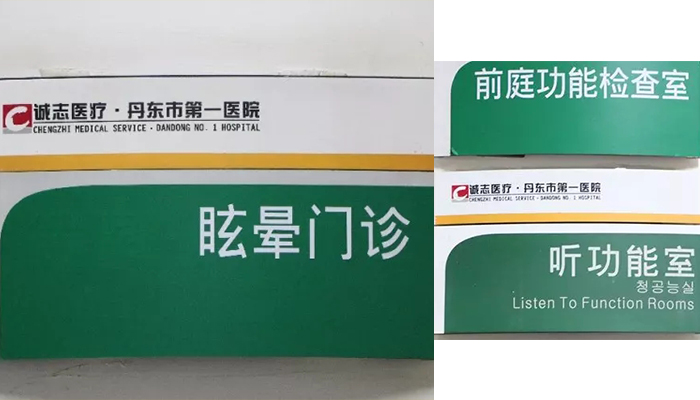 诚志医疗·丹东市第一医院
CHENGZHI MEDICAL SERVICE·DANDONG NO.1 HOSPITAL
眩晕门诊
前庭功能检查室
诚志医疗·丹东市第一医院
CHENGZHI MEDICAL SERVICE·DANDONG NO.1 HOSPITAL
听功能室
청공능실
Listen To Function Rooms